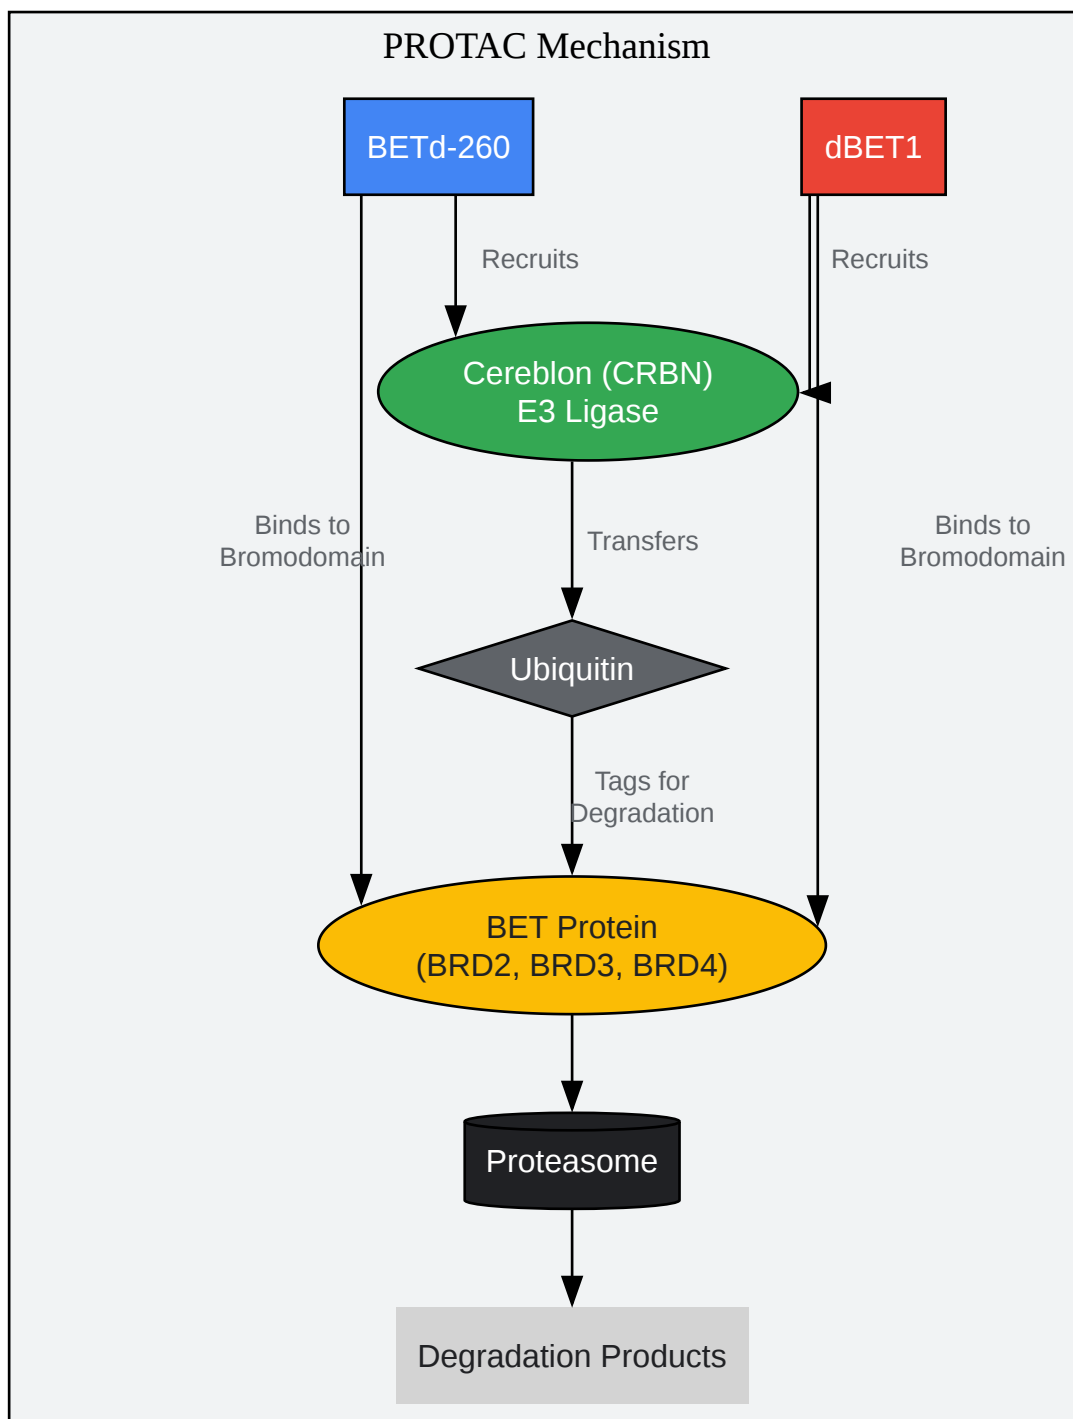 PROTAC Mechanism
BETd-260
dBET1
Recruits
Recruits
Cereblon (CRBN)
E3 Ligase
Binds to
Bromodomain
Transfers
Binds to
Bromodomain
Ubiquitin
Tags for
Degradation
BET Protein
(BRD2, BRD3, BRD4)
Proteasome
Degradation Products